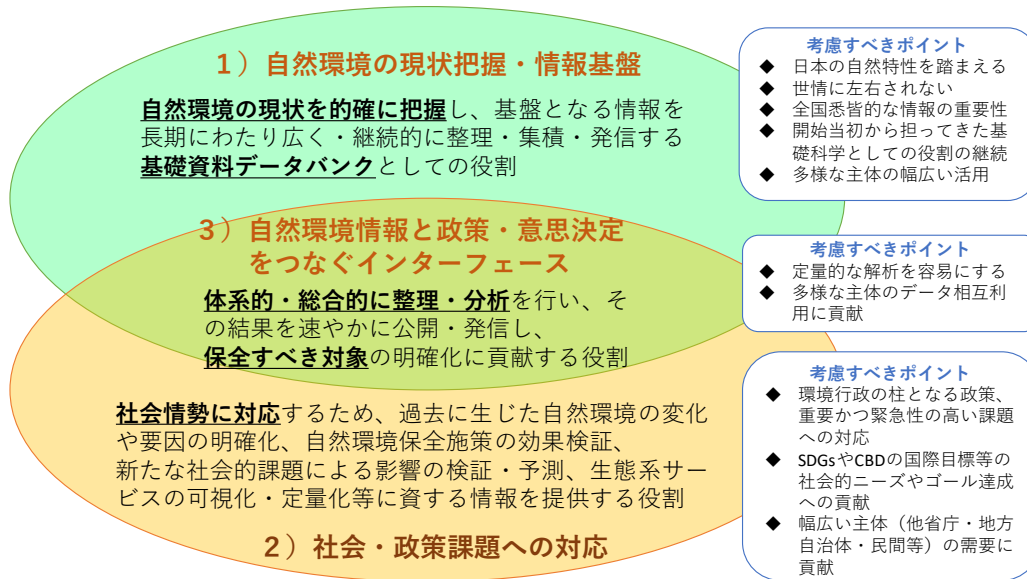 1）自然環境の現状把握・情報基盤
自然環境の現状を的確に把握し、基盤となる情報を
長期にわたり広く・継続的に整理・集積・発信する
基礎資料データバンクとしての役割
考慮すべきポイント
◆ 日本の自然特性を踏まえる
◆ 世情に左右されない
◆ 全国悉皆的な情報の重要性
◆ 開始当初から担ってきた基
礎科学としての役割の継続
◆ 多様な主体の幅広い活用
3）自然環境情報と政策・意思決定
をつなぐインターフェース
体系的・総合的に整理・分析を行い、そ
の結果を速やかに公開・発信し、
保全すべき対象の明確化に貢献する役割
考慮すべきポイント
◆ 定量的な解析を容易にする
◆ 多様な主体のデータ相互利
用に貢献
社会情勢に対応するため、過去に生じた自然環境の変化
や要因の明確化、自然環境保全施策の効果検証、
新たな社会的課題による影響の検証・予測、生態系サー
ビスの可視化・定量化等に資する情報を提供する役割
2）社会・政策課題への対応
考慮すべきポイント
◆ 環境行政の柱となる政策、
重要かつ緊急性の高い課題
への対応
◆ SDGsやCBDの国際目標等の
社会的ニーズやゴール達成
への貢献
◆ 幅広い主体（他省庁・地方
自治体・民間等）の需要に
貢献